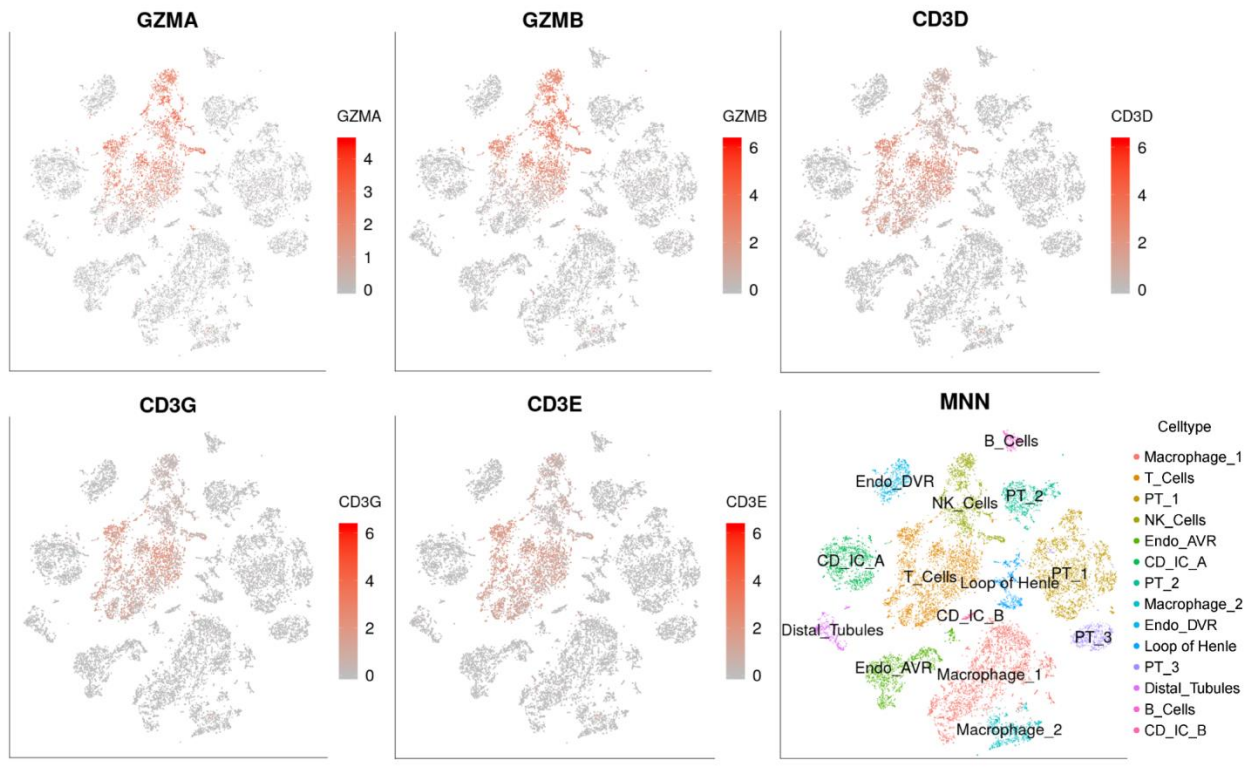 GZMA
GZMB
CD3D
GZMA
4
3
2
1
0
GZMB
6
4
2
0
CD3D
6
4
2
0
CD3G
CD3E
MNN
CD3G
6
4
2
0
CD3E
6
4
2
0
B_Cells
Endo_DVR
NK_Cells
PT_2
CD_IC_A
T_Cells
Loop of Henle
PT_1
CD_IC_B
Distal_Tubules
PT_3
Endo_AVR
Macrophage_1
Macrophage_2
Celltype
Macrophage_1
T_Cells
PT_1
NK_Cells
Endo_AVR
CD_IC_A
PT_2
Macrophage_2
Endo_DVR
Loop of Henle
PT_3
Distal_Tubules
B_Cells
CD_IC_B